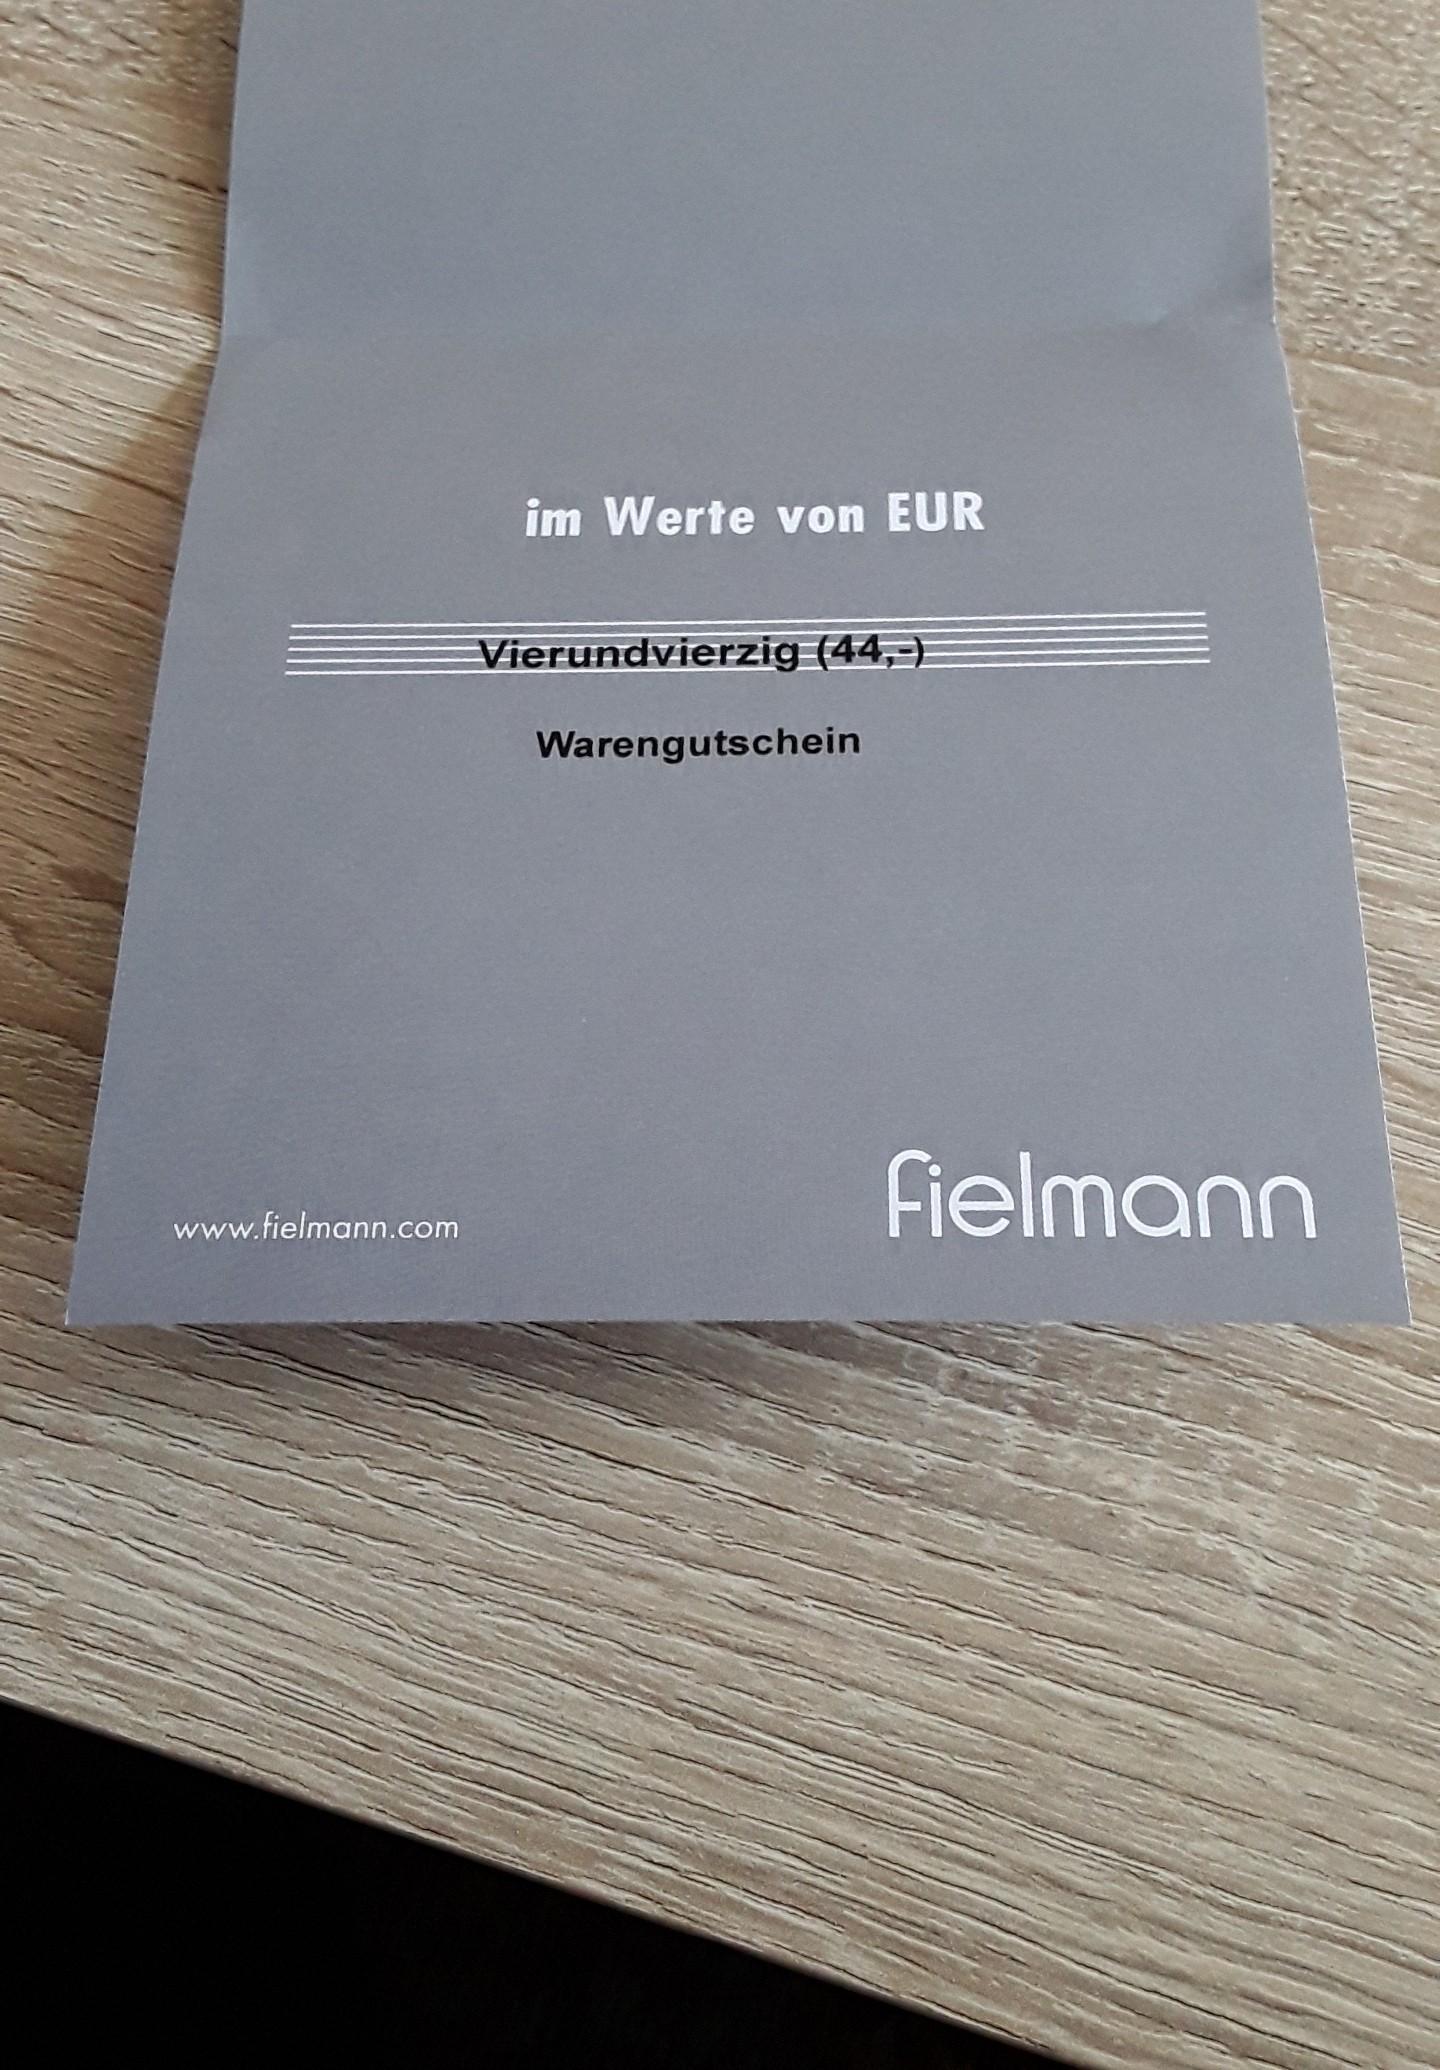 im Werte von EUR
Vierundvierzig (44,-)
Warengutschein
www.fielmann.com
fielmann